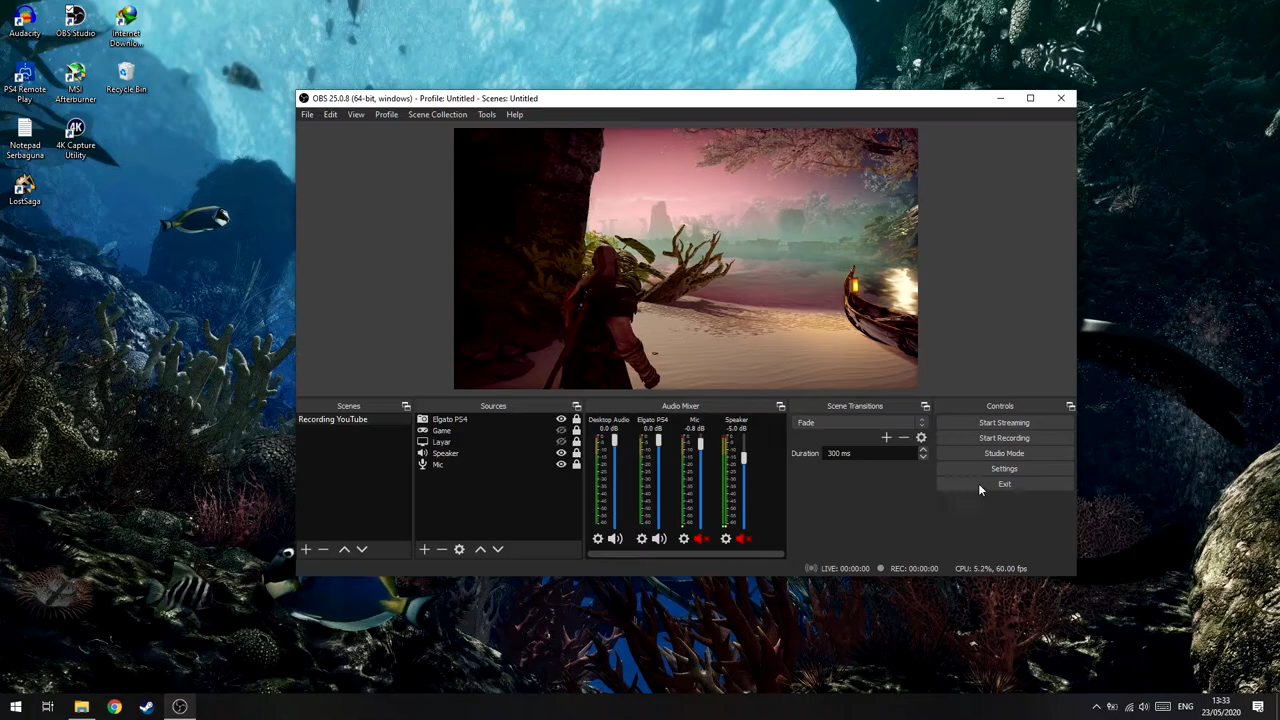 Audacity
OBS Studio
Internet
Downlo...
PS4 Remote
Play
MSI
Afterburner
Recycle Bin
Notepad
Serbaguna
4K Capture
Utility
LostSaga
OBS 25.0.8 (64-bit, windows) - Profile: Untitled - Scenes: Untitled
File Edit View Profile Scene Collection Tools Help
Scenes
Recording YouTube
Sources
Elgato PS4
Game
Layar
Speaker
Mic
Audio Mixer
Desktop Audio Elgato PS4 Mic Speaker
0.0 dB 0.0 dB -0.8 dB -5.0 dB
Scene Transitions
Fade
Duration 300 ms
Controls
Start Streaming
Start Recording
Studio Mode
Settings
Exit
LIVE: 00:00:00 REC: 00:00:00 CPU: 5.2%, 60.00 fps
ENG
13:33
23/05/2020